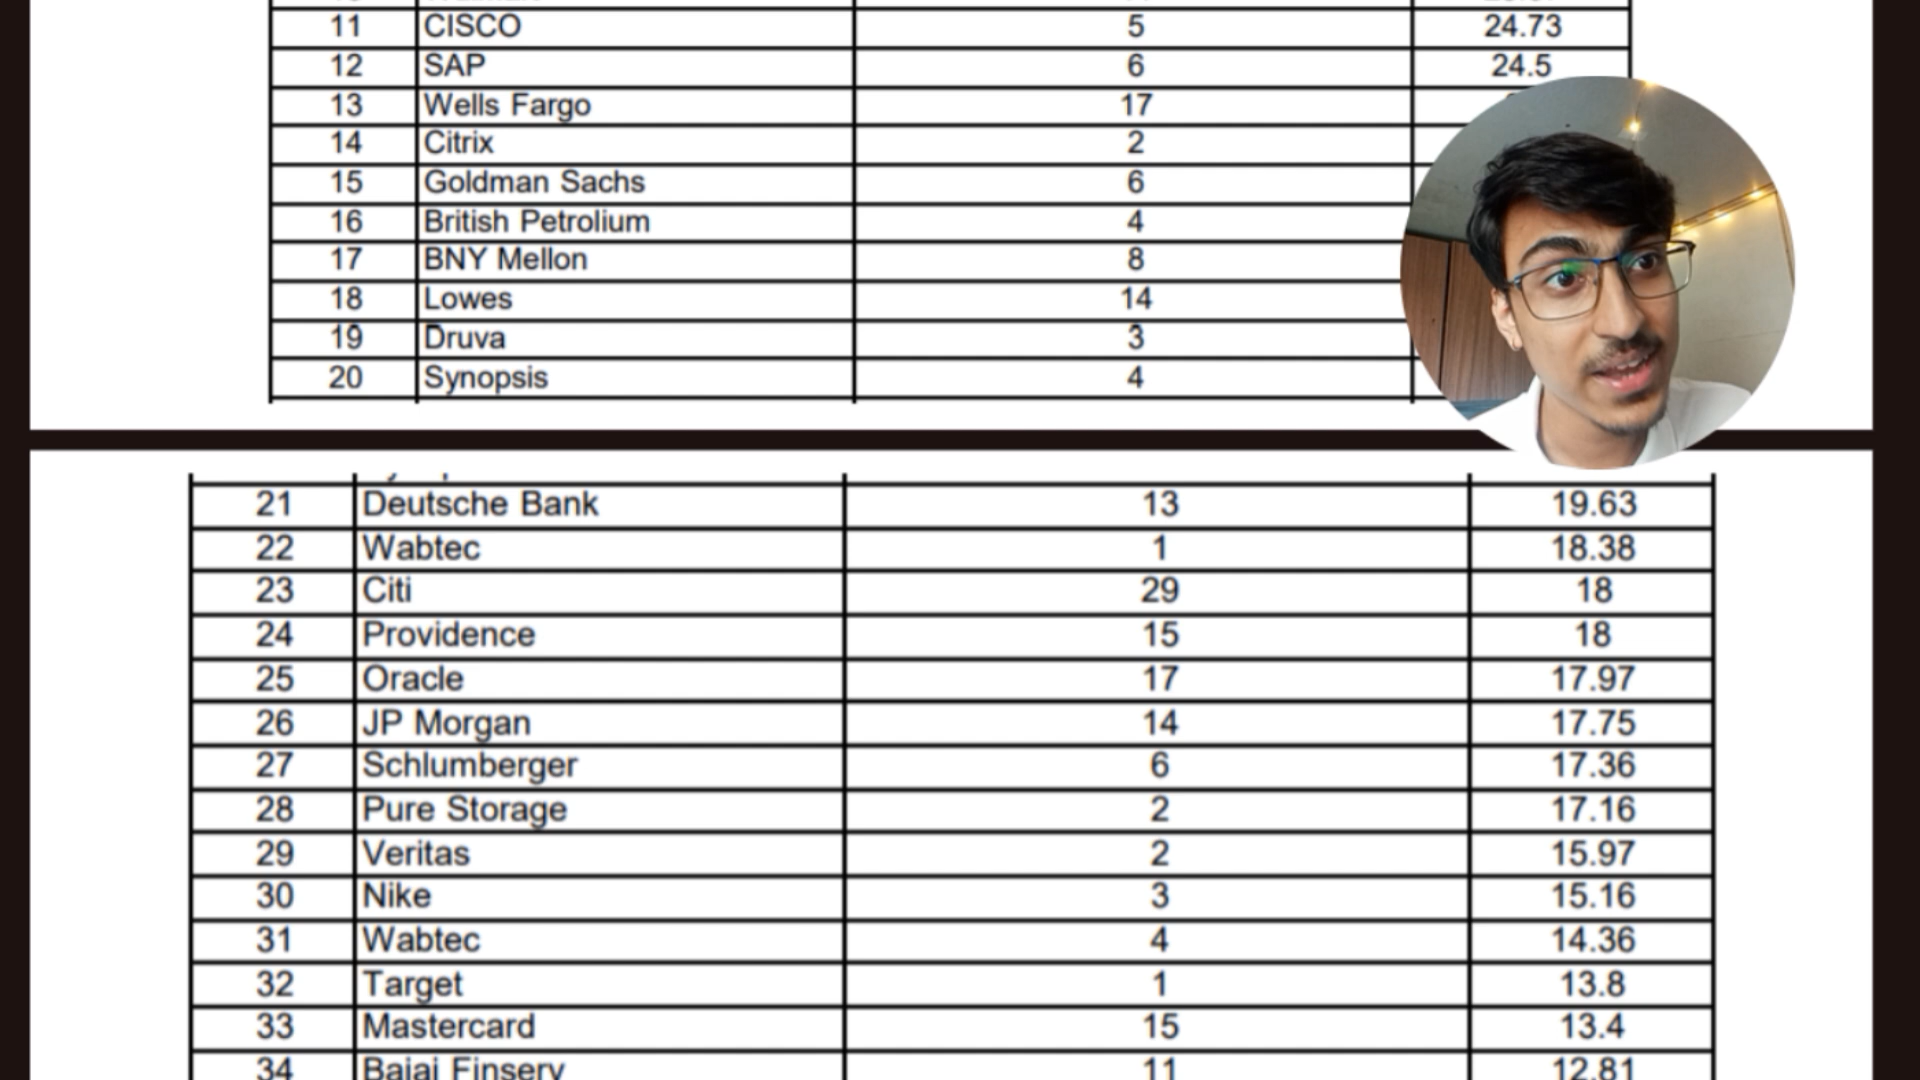 11 CISCO 5 24.73
12 SAP 6 24.5
13 Wells Fargo 17
14 Citrix 2
15 Goldman Sachs 6
16 British Petrolium 4
17 BNY Mellon 8
18 Lowes 14
19 Druva 3
20 Synopsis 4
21 Deutsche Bank 13 19.63
22 Wabtec 1 18.38
23 Citi 29 18
24 Providence 15 18
25 Oracle 17 17.97
26 JP Morgan 14 17.75
27 Schlumberger 6 17.36
28 Pure Storage 2 17.16
29 Veritas 2 15.97
30 Nike 3 15.16
31 Wabtec 4 14.36
32 Target 1 13.8
33 Mastercard 15 13.4
34 Bajaj Finserv 11 12.81